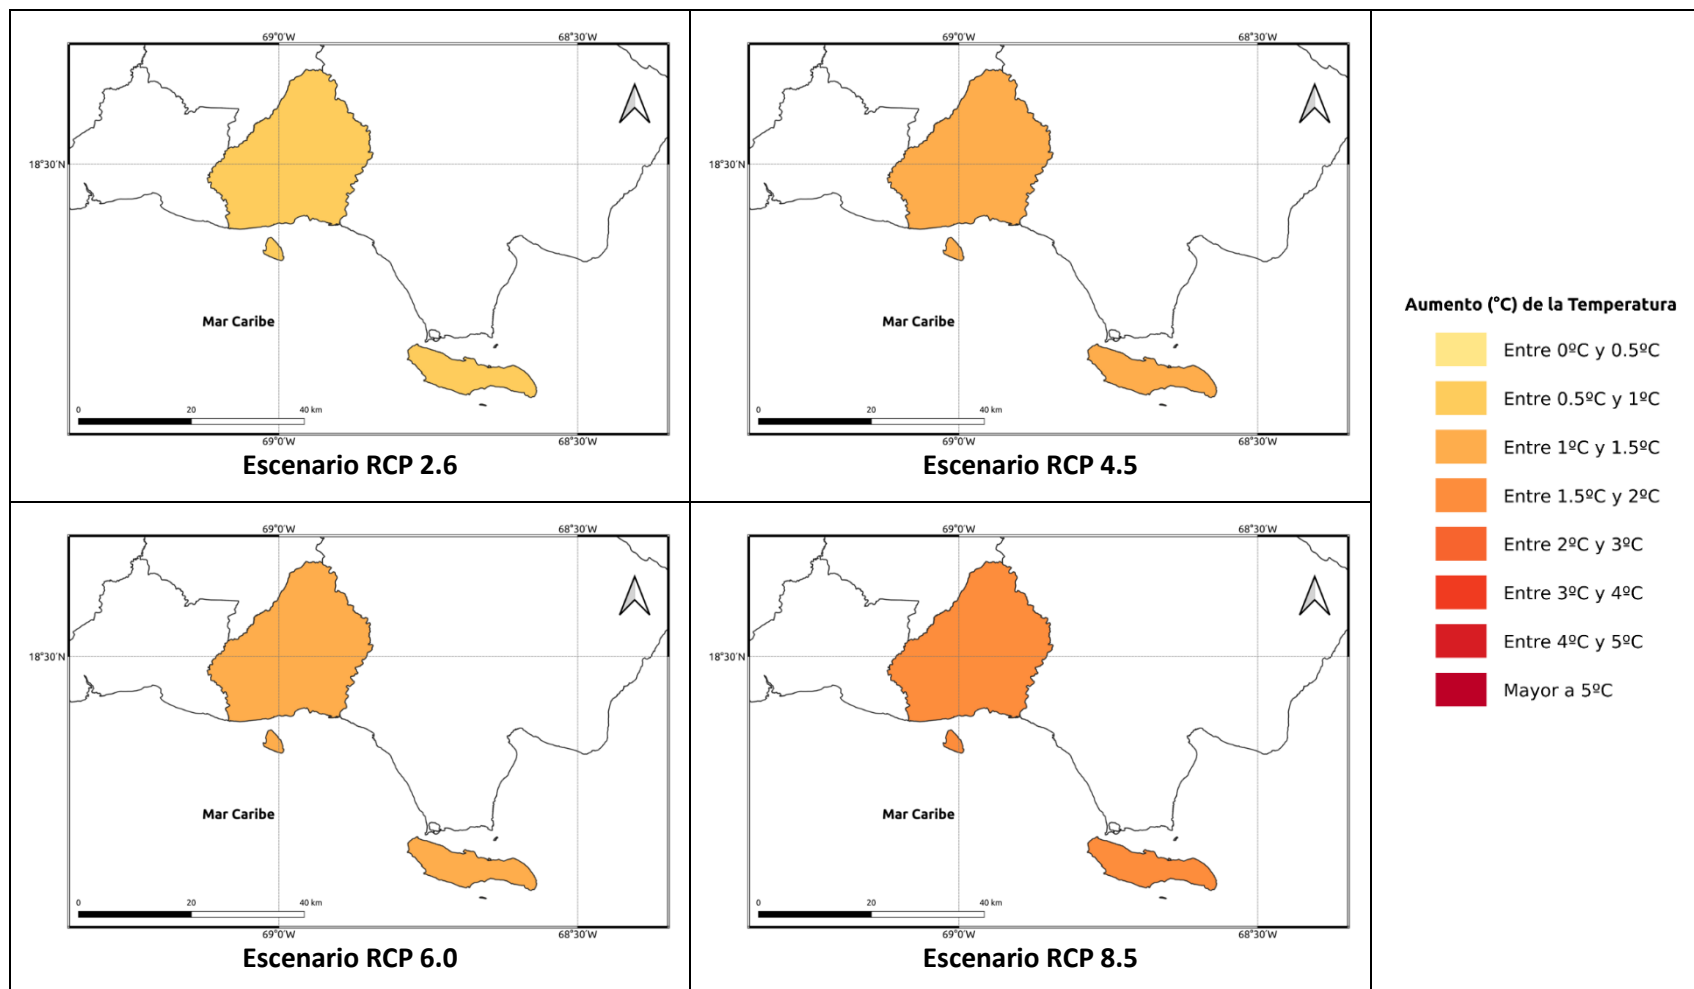 69°0'W 68°30'W
18°30'N
Mar Caribe
0 20 40 km
69°0'W 68°30'W
Escenario RCP 2.6
69°0'W 68°30'W
18°30'N
Mar Caribe
0 20 40 km
69°0'W 68°30'W
Escenario RCP 4.5
69°0'W 68°30'W
18°30'N
Mar Caribe
0 20 40 km
69°0'W 68°30'W
Escenario RCP 6.0
69°0'W 68°30'W
18°30'N
Mar Caribe
0 20 40 km
69°0'W 68°30'W
Escenario RCP 8.5
Aumento (°C) de la Temperatura
Entre 0ºC y 0.5ºC
Entre 0.5ºC y 1ºC
Entre 1ºC y 1.5ºC
Entre 1.5ºC y 2ºC
Entre 2ºC y 3ºC
Entre 3ºC y 4ºC
Entre 4ºC y 5ºC
Mayor a 5ºC